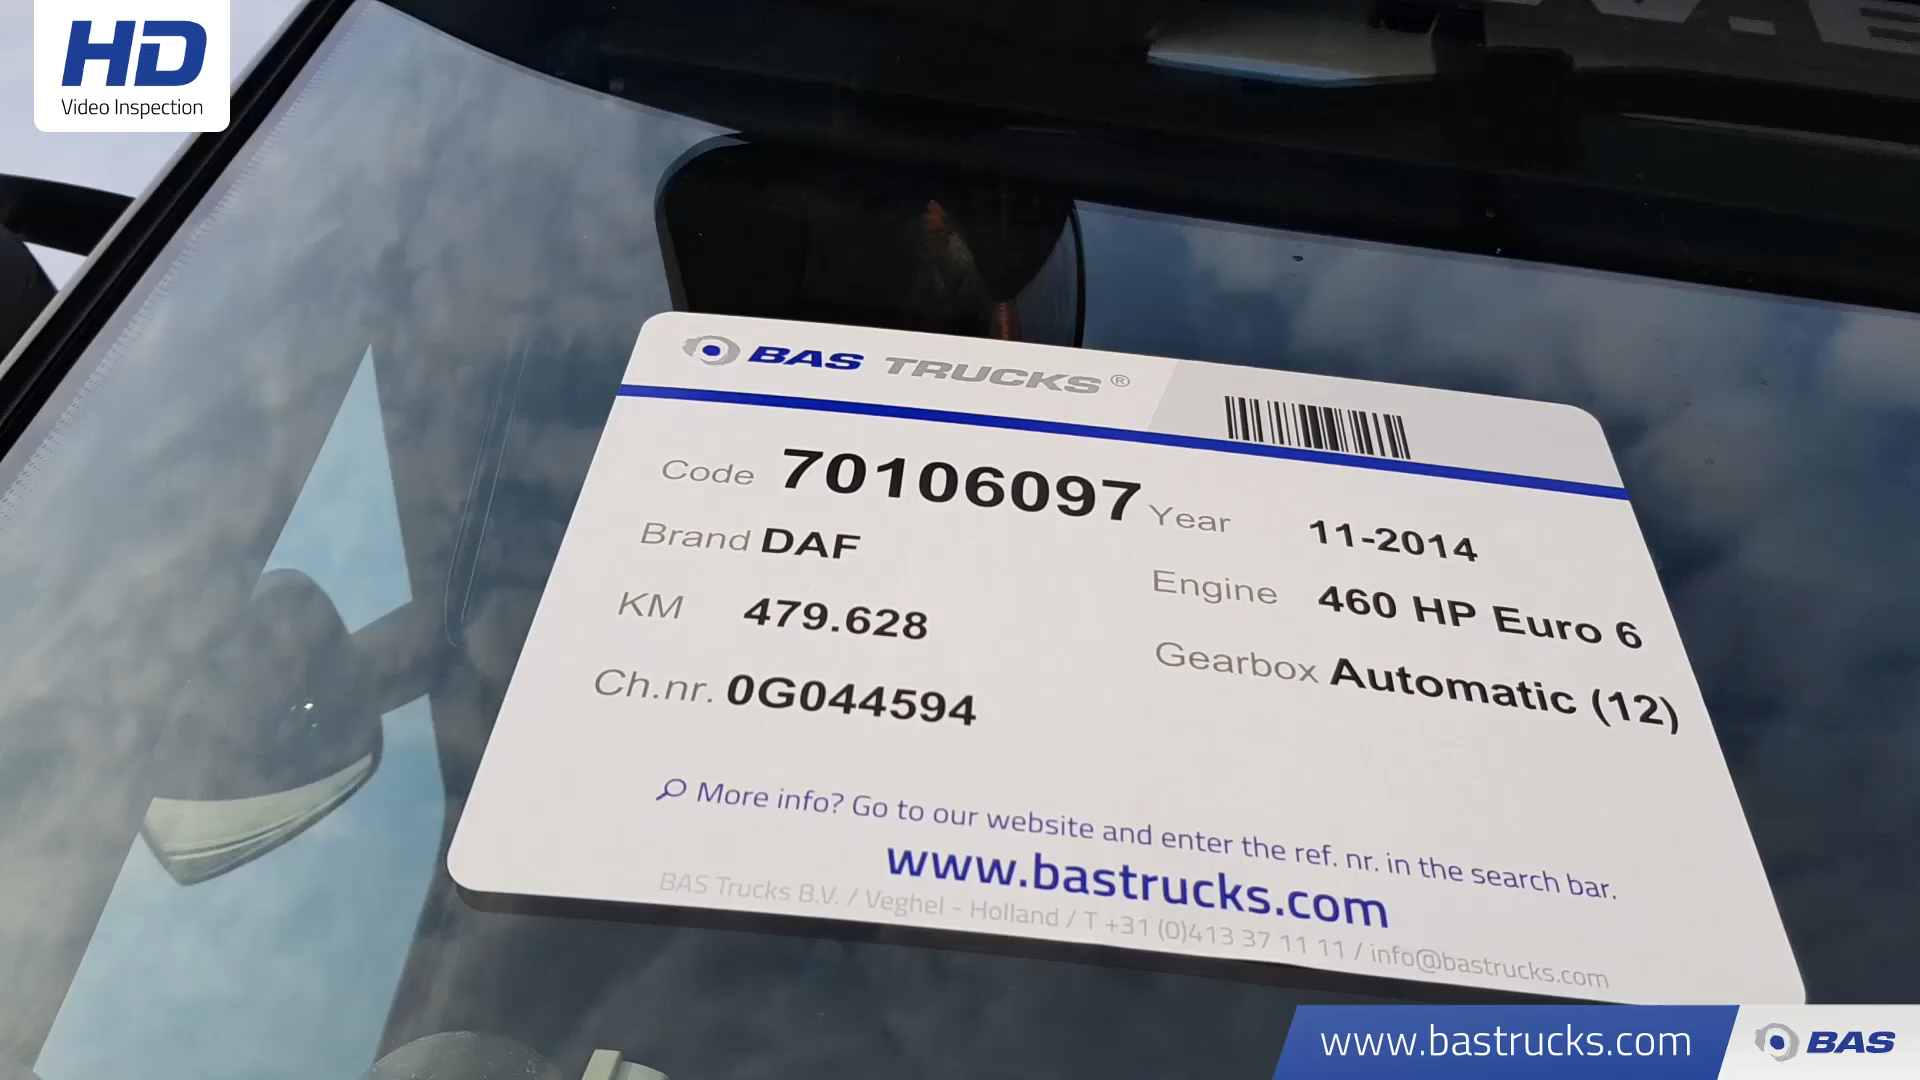 HD
Video Inspection
BAS TRUCKS®
Code 70106097
Year 11-2014
Brand DAF
Engine 460 HP Euro 6
KM 479.628
Gearbox Automatic (12)
Ch.nr. 0G044594
More info? Go to our website and enter the ref. nr. in the search bar.
www.bastrucks.com
BAS Trucks B.V. / Veghel - Holland / T +31 (0)413 37 11 11 / info@bastrucks.com
www.bastrucks.com
BAS